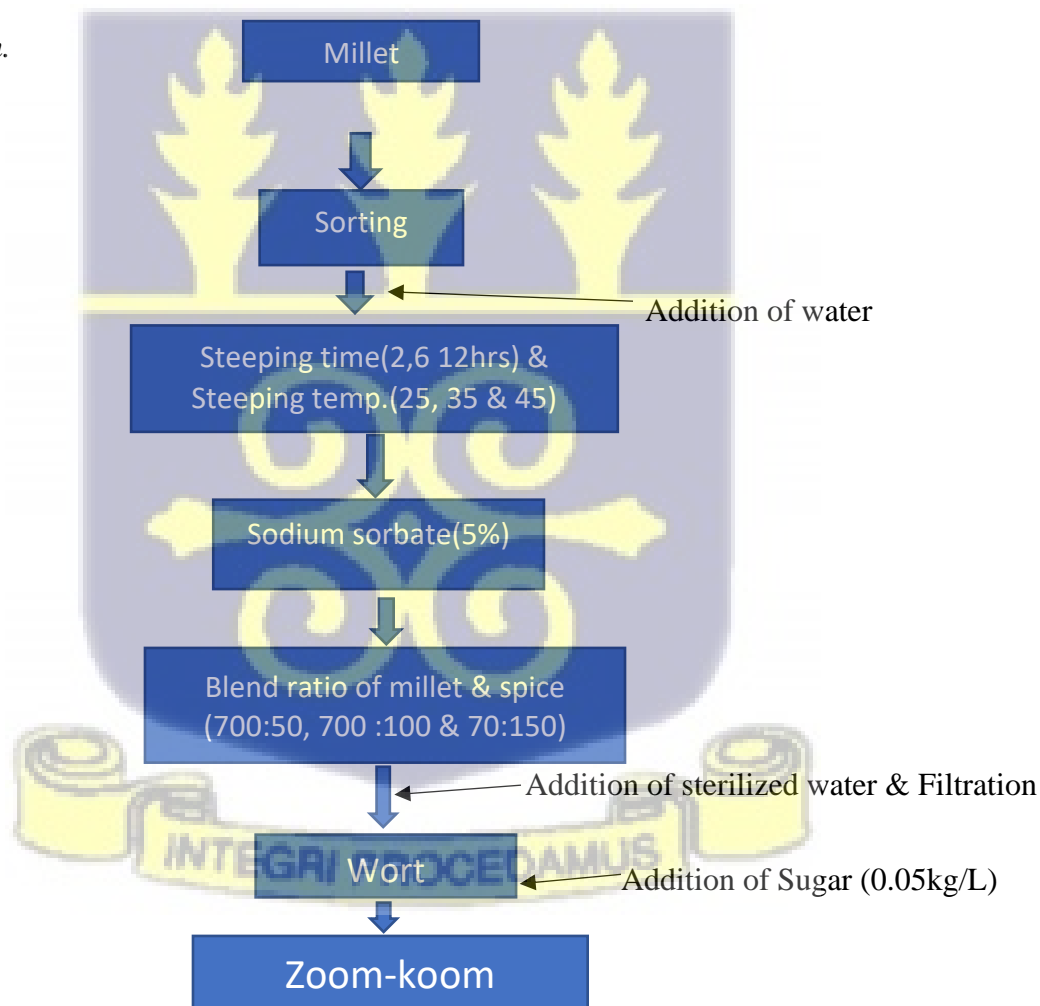 n.
Millet
Sorting
Addition of water
Steeping time(2,6 12hrs) &
Steeping temp.(25, 35 & 45)
Sodium sorbate(5%)
Blend ratio of millet & spice
(700:50, 700 :100 & 70:150)
Addition of sterilized water & Filtration
INTEGRI PROCEDAMUS
Wort
Addition of Sugar (0.05kg/L)
Zoom-koom